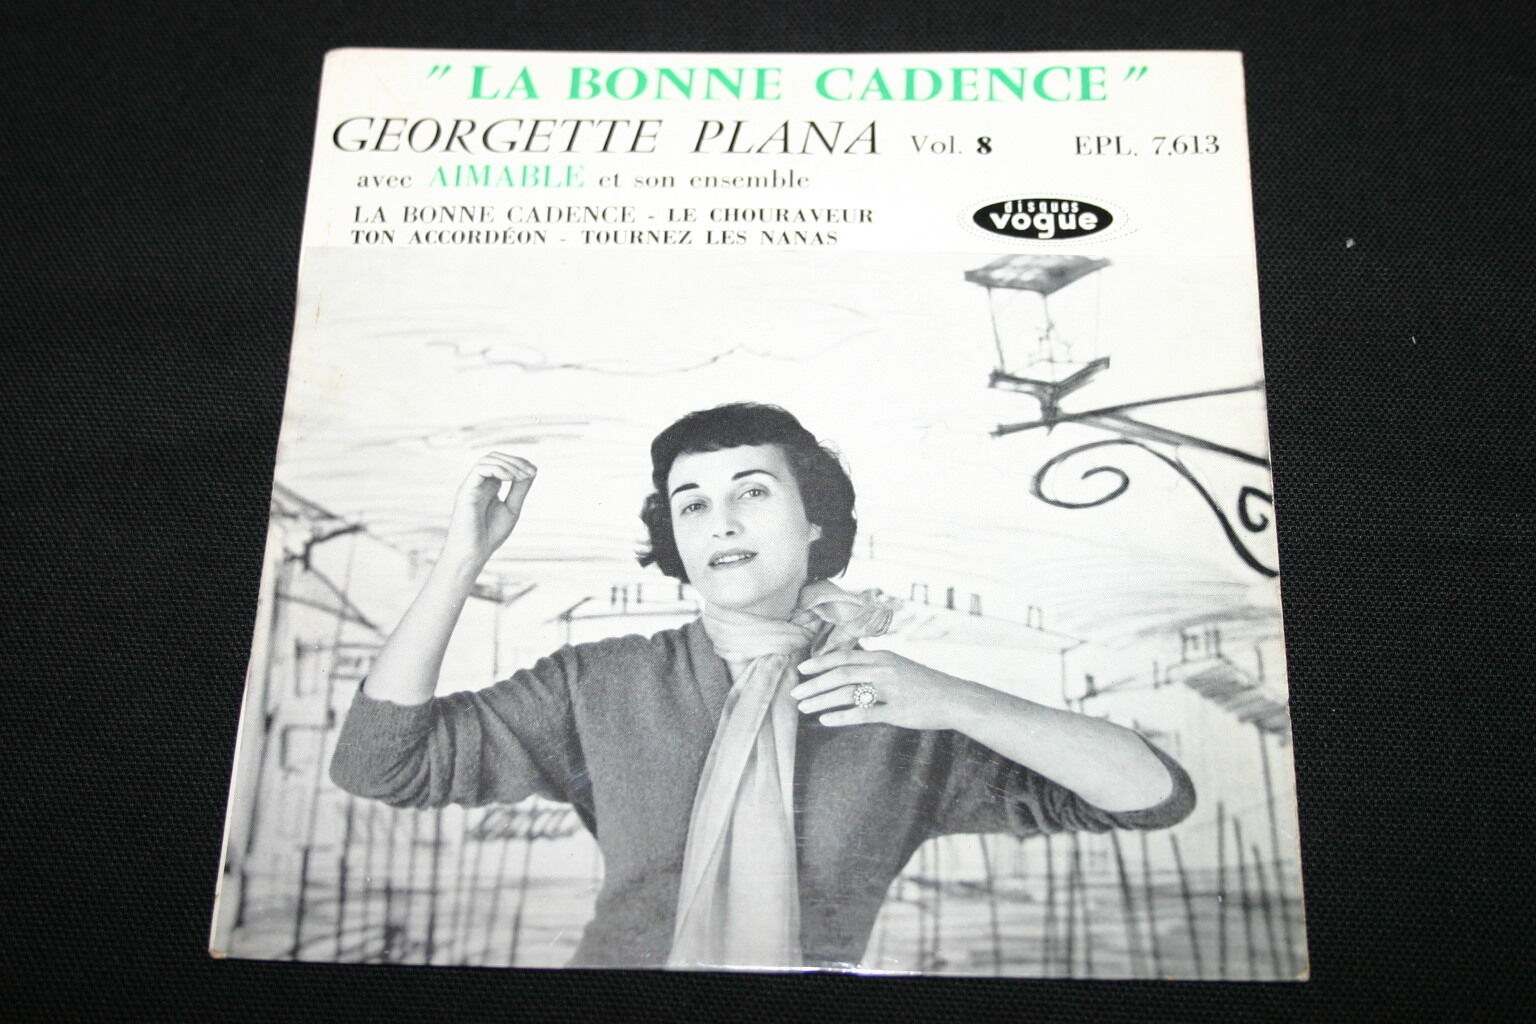 " LA BONNE CADENCE "
GEORGETTE PLANA Vol. 8 EPL. 7.613
avec AIMABLE et son ensemble
LA BONNE CADENCE - LE CHOURAVEUR
TON ACCORDÉON - TOURNEZ LES NANAS
disques
vogue